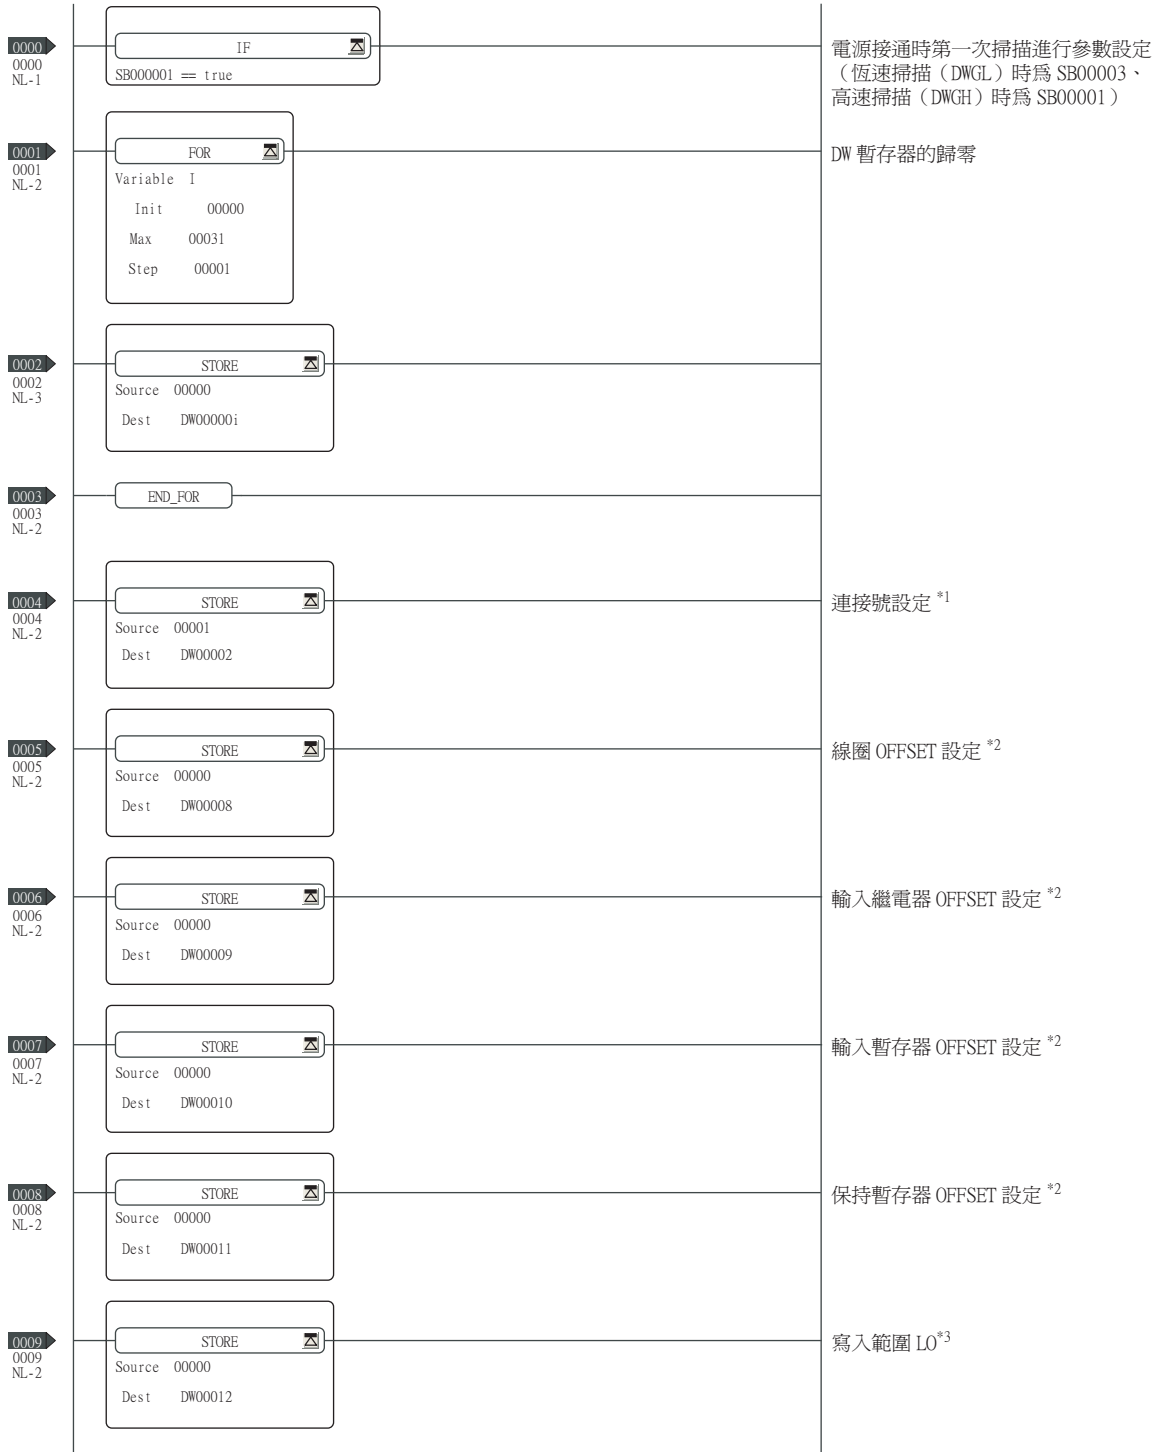 0000
0000
NL-1
IF
SB000001 == true
電源接通時第一次掃描進行參數設定
（恆速掃描（DWGL）時爲 SB00003、
高速掃描（DWGH）時爲 SB00001）
0001
0001
NL-2
FOR
Variable I
Init 00000
Max 00031
Step 00001
DW 暫存器的歸零
0002
0002
NL-3
STORE
Source 00000
Dest DW00000i
0003
0003
NL-2
END_FOR
0004
0004
NL-2
STORE
Source 00001
Dest DW00002
連接號設定 *1
0005
0005
NL-2
STORE
Source 00000
Dest DW00008
線圈 OFFSET 設定 *2
0006
0006
NL-2
STORE
Source 00000
Dest DW00009
輸入繼電器 OFFSET 設定 *2
0007
0007
NL-2
STORE
Source 00000
Dest DW00010
輸入暫存器 OFFSET 設定 *2
0008
0008
NL-2
STORE
Source 00000
Dest DW00011
保持暫存器 OFFSET 設定 *2
0009
0009
NL-2
STORE
Source 00000
Dest DW00012
寫入範圍 LO*3